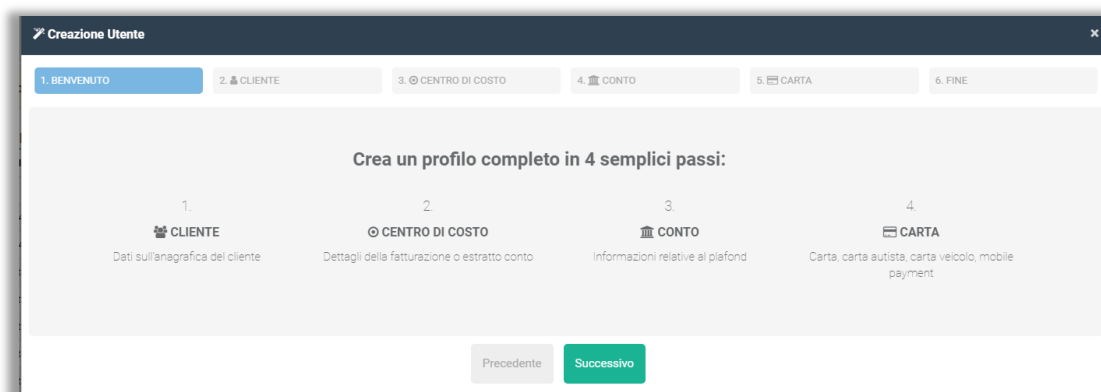 Creazione Utente ×
1. BENVENUTO 2. CLIENTE 3. CENTRO DI COSTO 4. CONTO 5. CARTA 6. FINE
Crea un profilo completo in 4 semplici passi:
1. 2. 3. 4.
CLIENTE CENTRO DI COSTO CONTO CARTA
Dati sull'anagrafica del cliente Dettagli della fatturazione o estratto conto Informazioni relative al plafond Carta, carta autista, carta veicolo, mobile
payment
Precedente Successivo